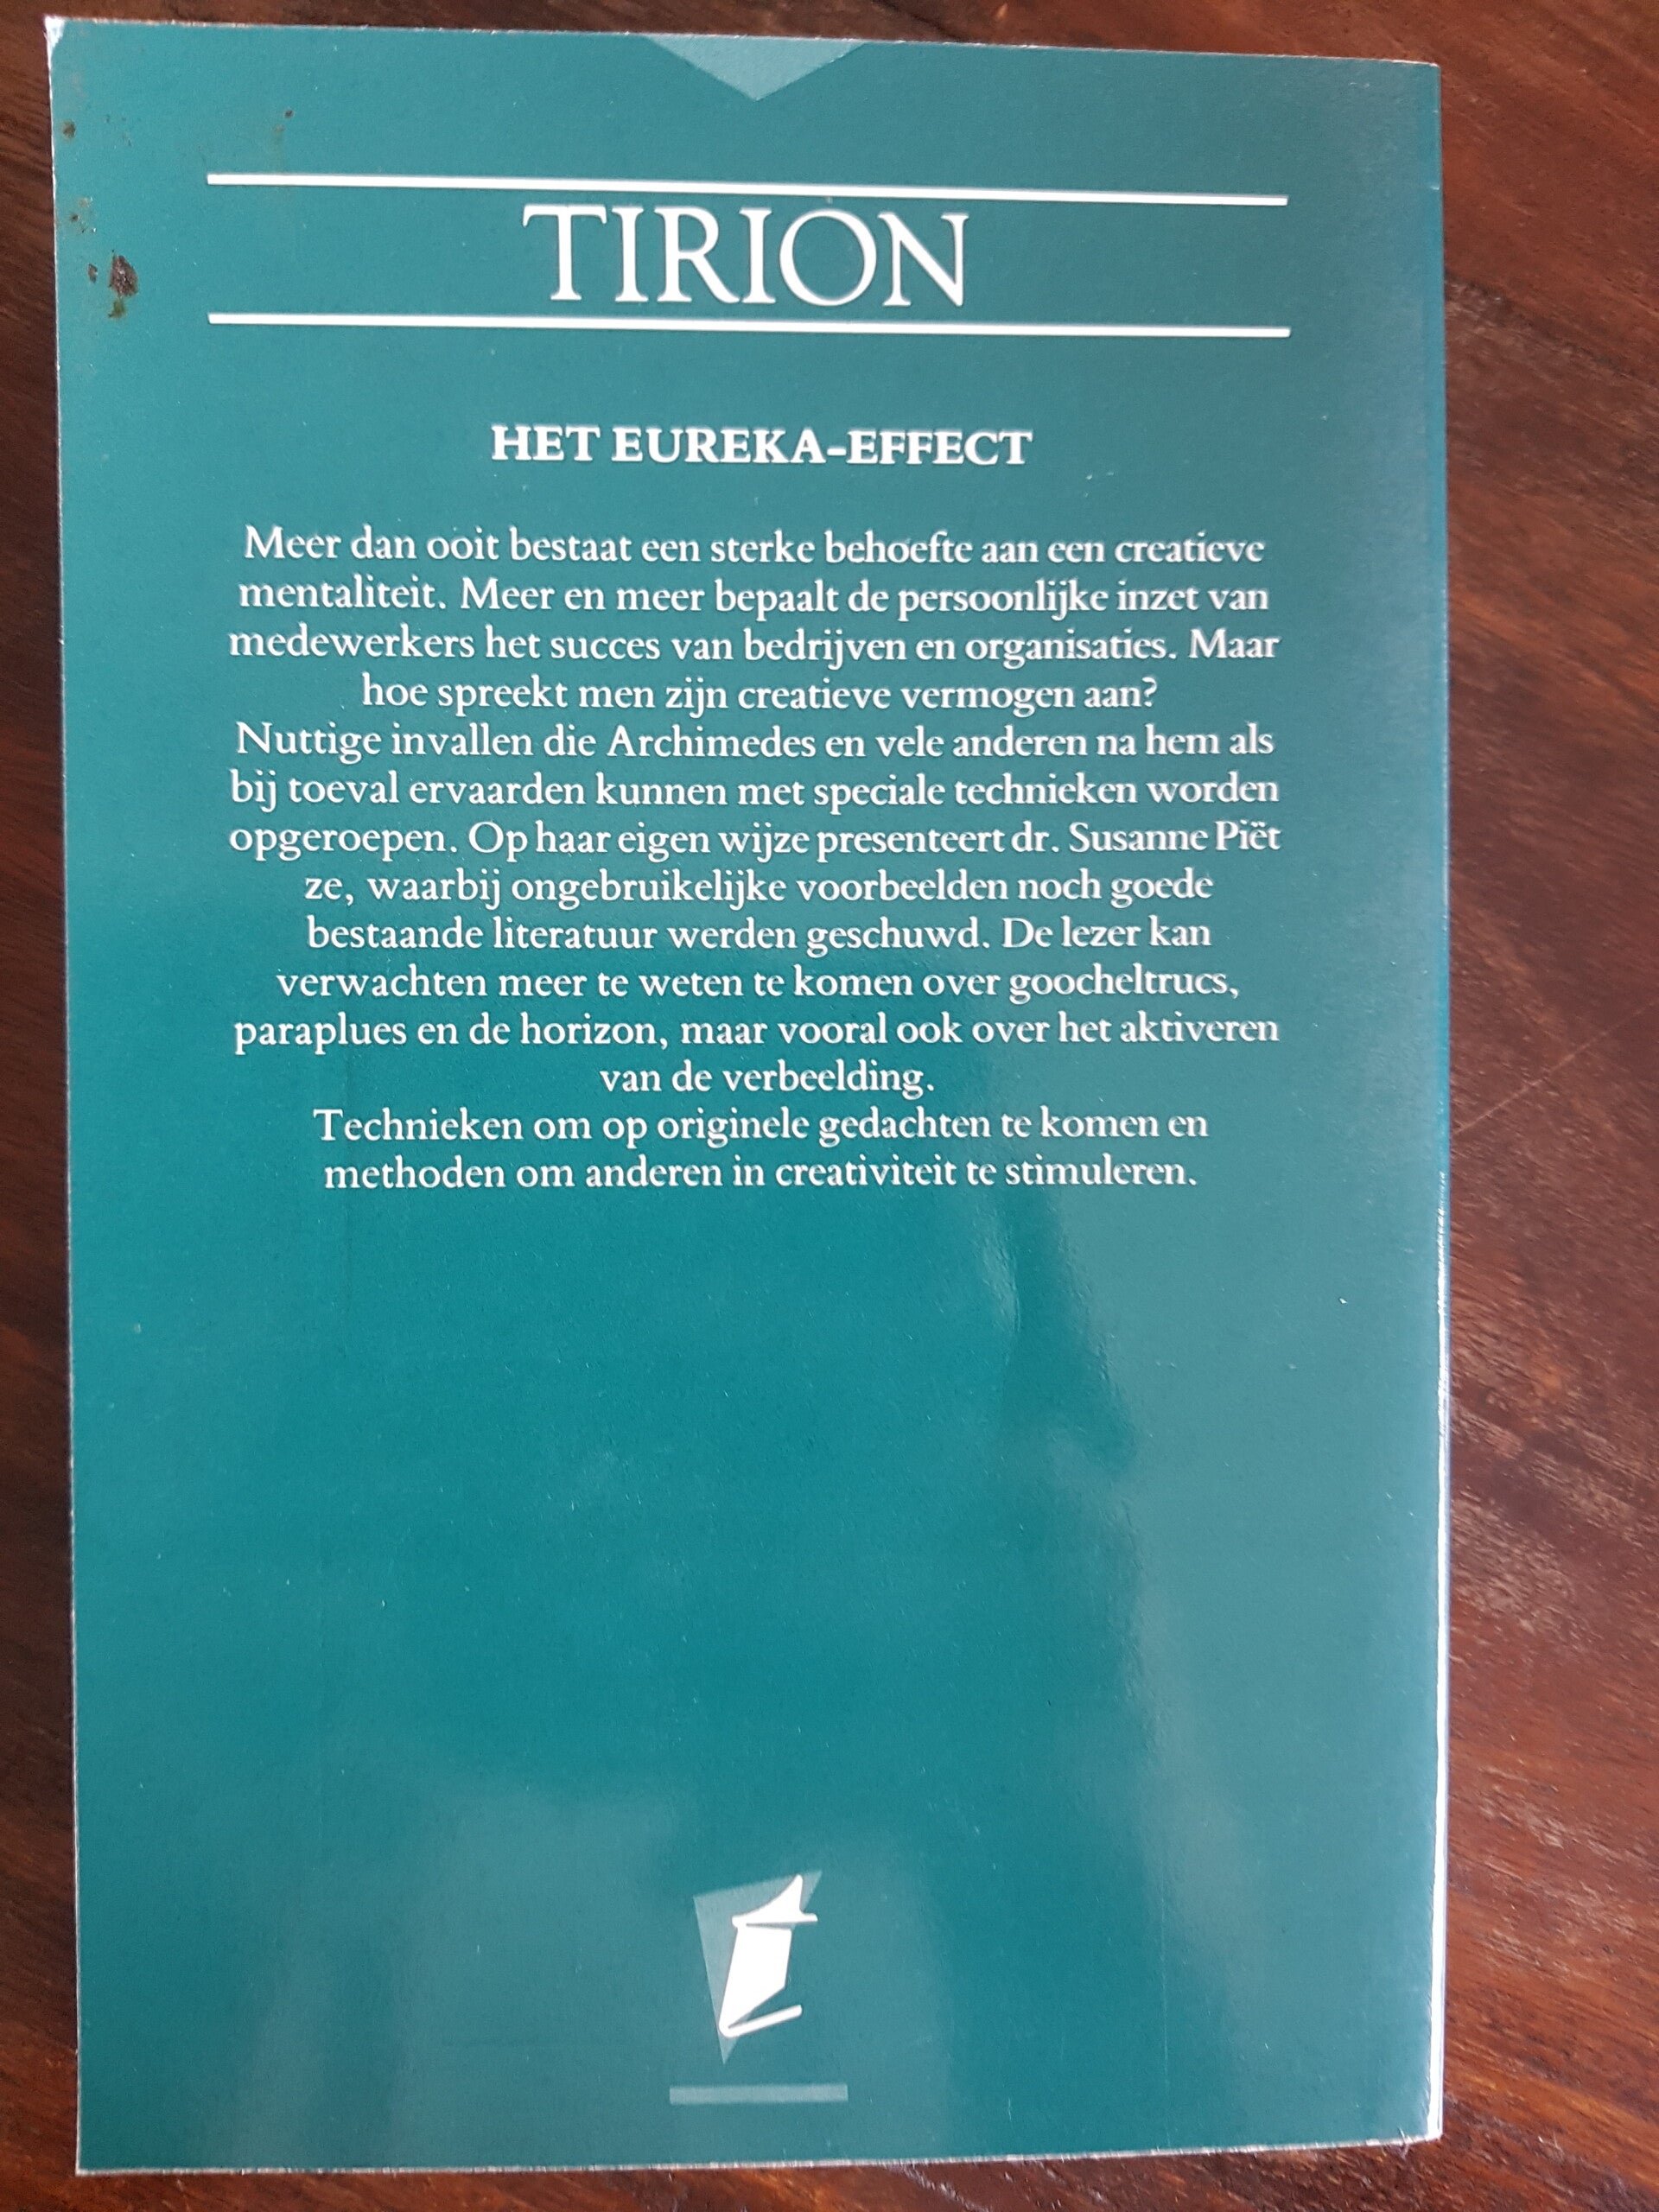 TIRION
HET EUREKA-EFFECT
Meer dan ooit bestaat een sterke behoefte aan een creatieve
mentaliteit. Meer en meer bepaalt de persoonlijke inzet van
medewerkers het succes van bedrijven en organisaties. Maar
hoe spreekt men zijn creatieve vermogen aan?
Nuttige invallen die Archimedes en vele anderen na hem als
bij toeval ervaarden kunnen met speciale technieken worden
opgeroepen. Op haar eigen wijze presenteert dr. Susanne Piët
ze, waarbij ongebruikelijke voorbeelden noch goede
bestaande literatuur werden geschuwd. De lezer kan
verwachten meer te weten te komen over goocheltrucs,
paraplues en de horizon, maar vooral ook over het aktiveren
van de verbeelding.
Technieken om op originele gedachten te komen en
methoden om anderen in creativiteit te stimuleren.